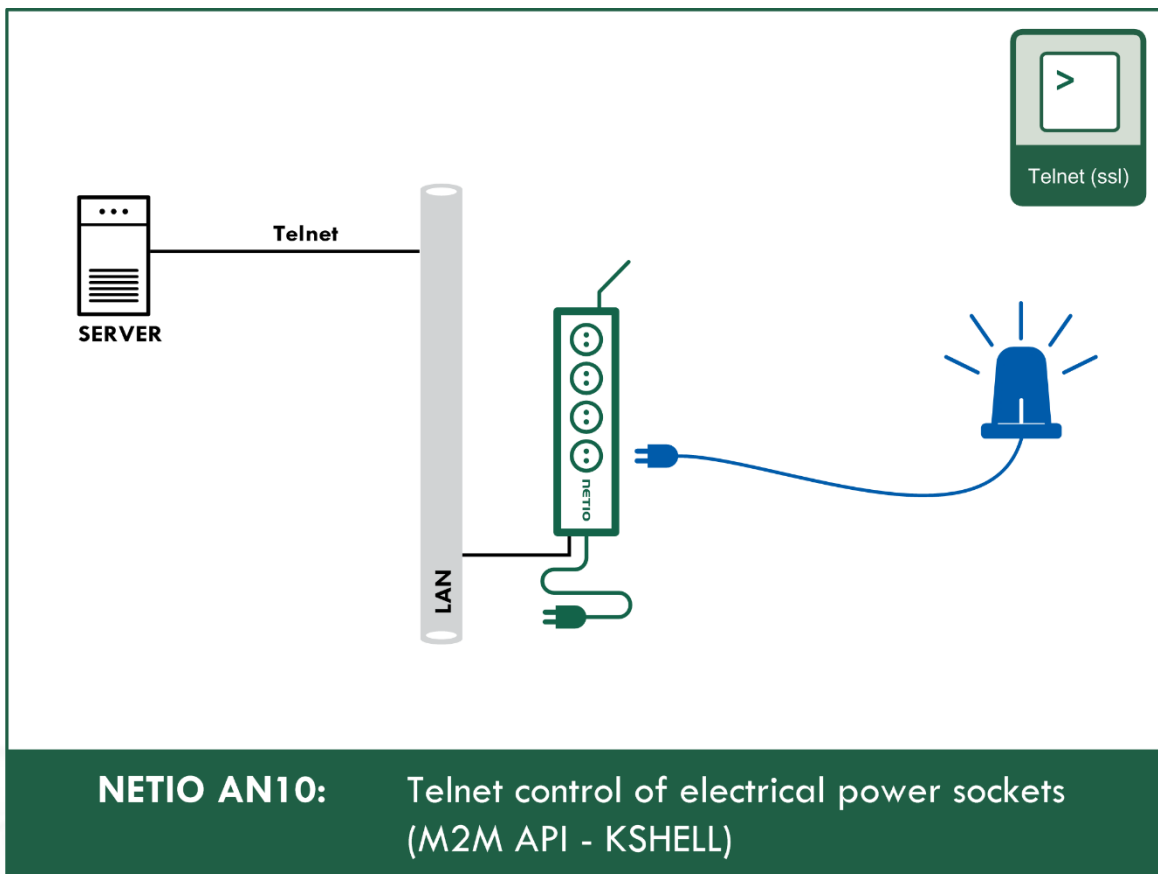 >
Telnet (ssl)
Telnet
SERVER
NETIO
LAN
NETIO AN10: Telnet control of electrical power sockets
(M2M API - KSHELL)